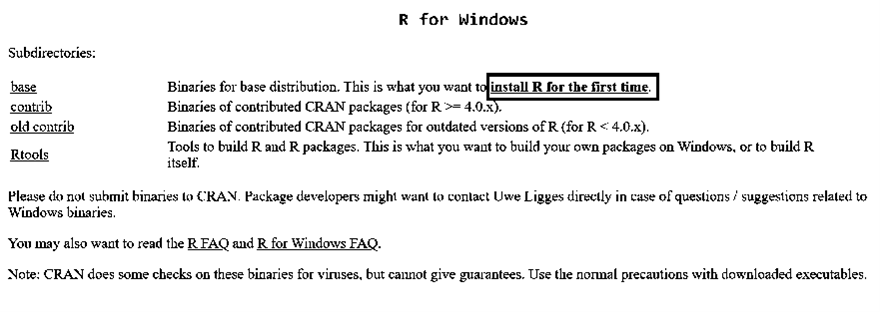 R for Windows
Subdirectories:
base Binaries for base distribution. This is what you want to install R for the first time.
contrib Binaries of contributed CRAN packages (for R >= 4.0.x).
old contrib Binaries of contributed CRAN packages for outdated versions of R (for R < 4.0.x).
Rtools Tools to build R and R packages. This is what you want to build your own packages on Windows, or to build R
itself.
Please do not submit binaries to CRAN. Package developers might want to contact Uwe Ligges directly in case of questions / suggestions related to
Windows binaries.
You may also want to read the R FAQ and R for Windows FAQ.
Note: CRAN does some checks on these binaries for viruses, but cannot give guarantees. Use the normal precautions with downloaded executables.